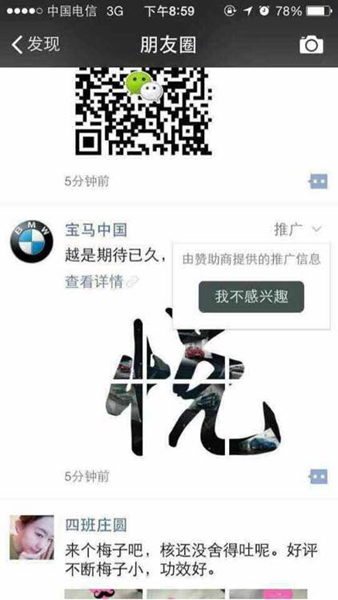 中国电信 3G 下午8:59 78%
发现 朋友圈
5分钟前
BMW
宝马中国 推广
越是期待已久，
由赞助商提供的推广信息
查看详情
我不感兴趣
悦
5分钟前
四班庄圆
来个梅子吧，核还没舍得吐呢。好评
不断梅子小，功效好。